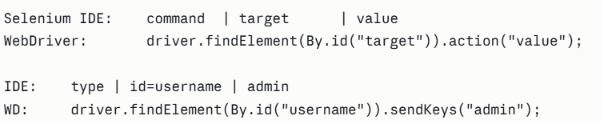 Selenium IDE:    command  | target      | value
WebDriver:       driver.findElement(By.id("target")).action("value");
IDE:    type | id=username | admin
WD:     driver.findElement(By.id("username")).sendKeys("admin");